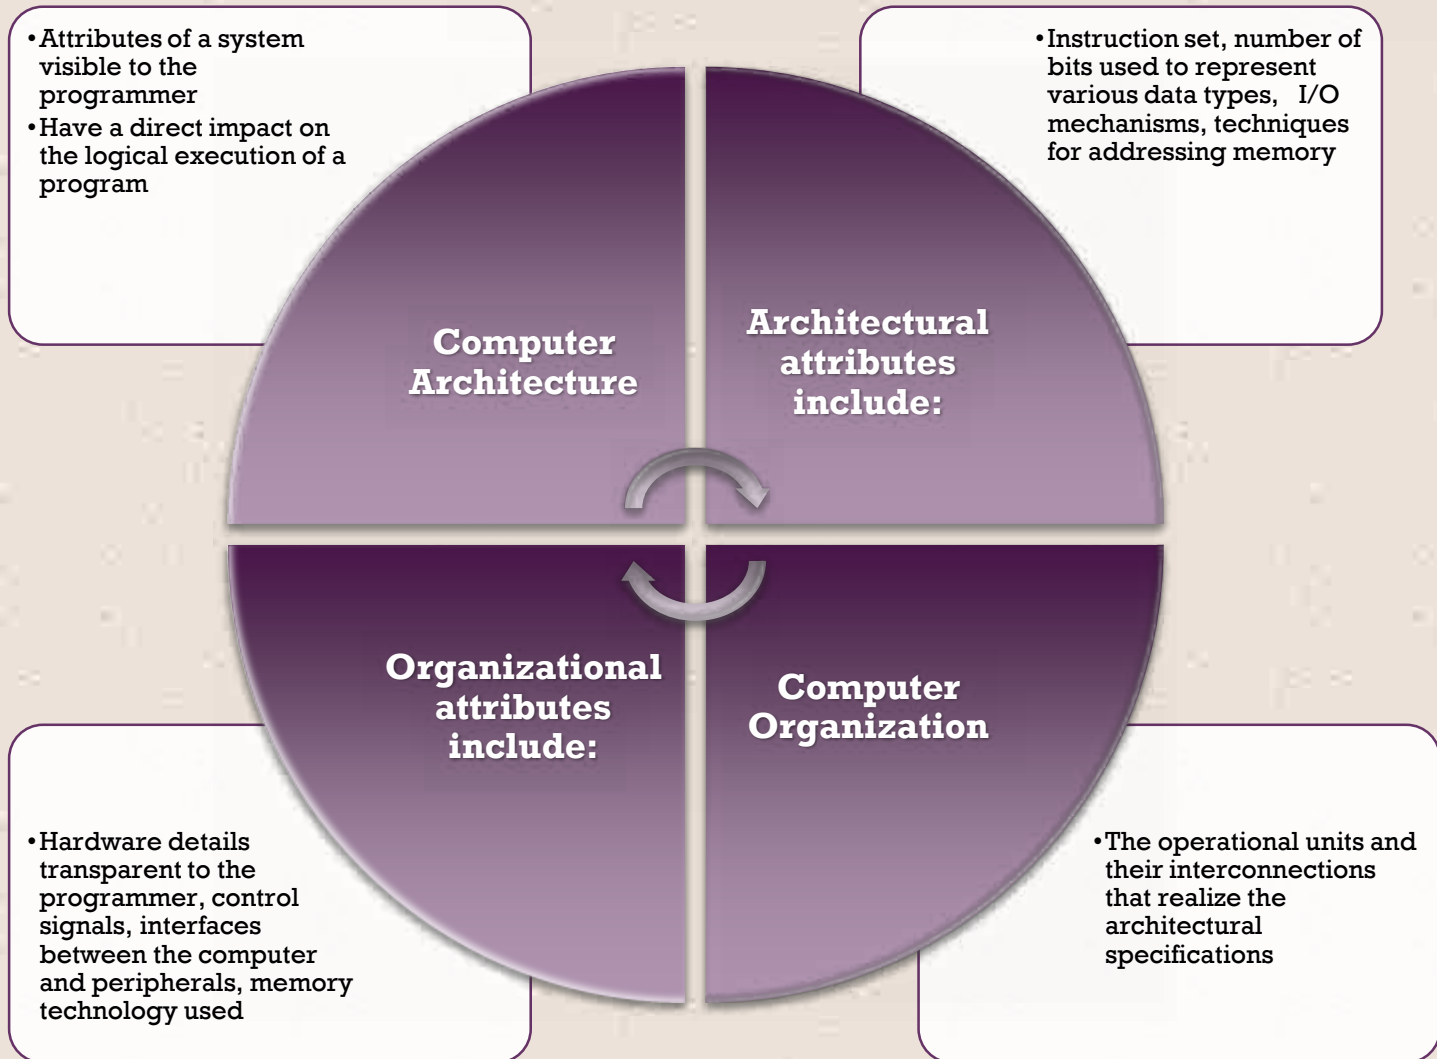 •Attributes of a system
visible to the
programmer
•Have a direct impact on
the logical execution of a
program
•Instruction set, number of
bits used to represent
various data types, I/O
mechanisms, techniques
for addressing memory
Computer
Architecture
Architectural
attributes
include:
Organizational
attributes
include:
Computer
Organization
•Hardware details
transparent to the
programmer, control
signals, interfaces
between the computer
and peripherals, memory
technology used
•The operational units and
their interconnections
that realize the
architectural
specifications